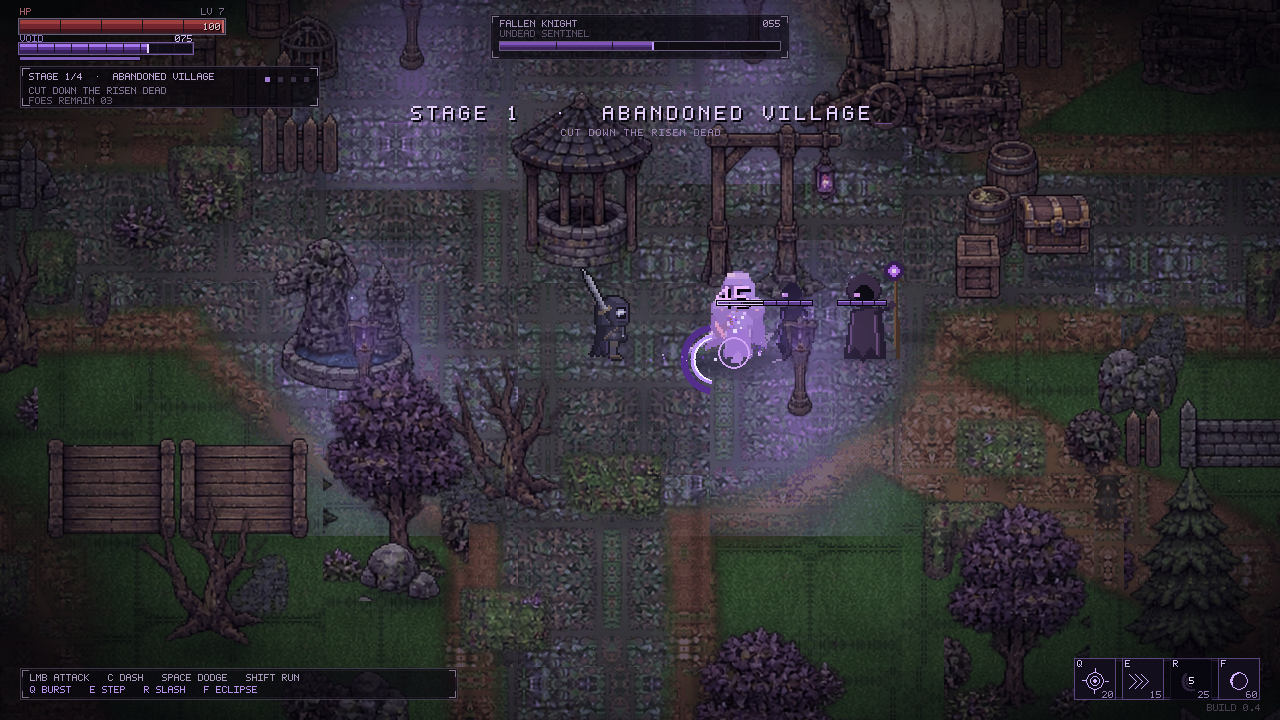 HP LV 7
100
VOID 075
STAGE 1/4 · ABANDONED VILLAGE
CUT DOWN THE RISEN DEAD
FOES REMAIN 03
FALLEN KNIGHT 055
UNDEAD SENTINEL
STAGE 1 · ABANDONED VILLAGE
CUT DOWN THE RISEN DEAD
LMB ATTACK C DASH SPACE DODGE SHIFT RUN
Q BURST E STEP R SLASH F ECLIPSE
Q E R F
5
20 15 25 60
BUILD 0.4